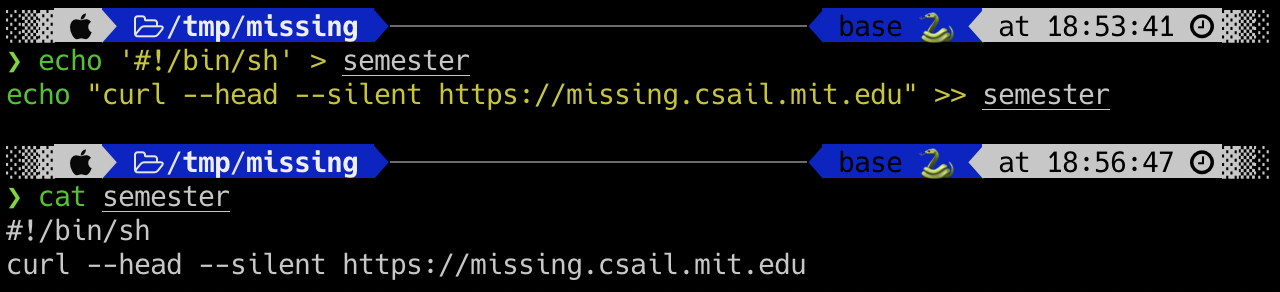 /tmp/missing base at 18:53:41
❯ echo '#!/bin/sh' > semester
echo "curl --head --silent https://missing.csail.mit.edu" >> semester
/tmp/missing base at 18:56:47
❯ cat semester
#!/bin/sh
curl --head --silent https://missing.csail.mit.edu